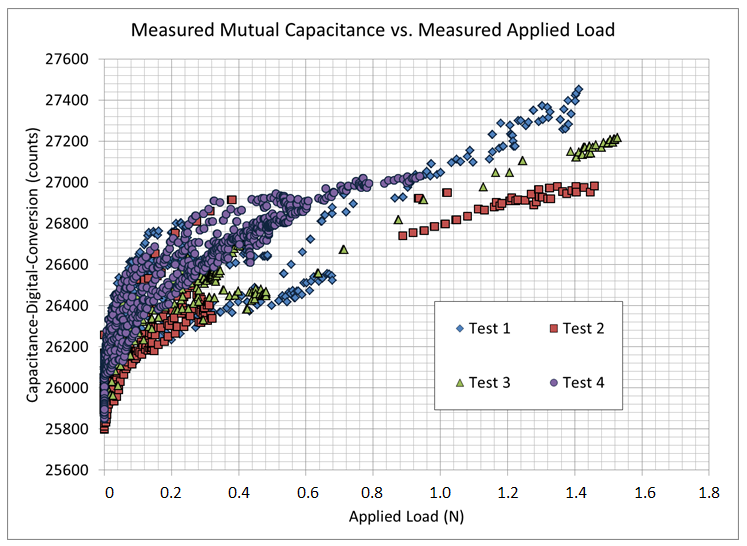 Measured Mutual Capacitance vs. Measured Applied Load
Capacitance-Digital-Conversion (counts)
27600
27400
27200
27000
26800
26600
26400
26200
26000
25800
25600
Test 1
Test 2
Test 3
Test 4
0 0.2 0.4 0.6 0.8 1.0 1.2 1.4 1.6 1.8
Applied Load (N)